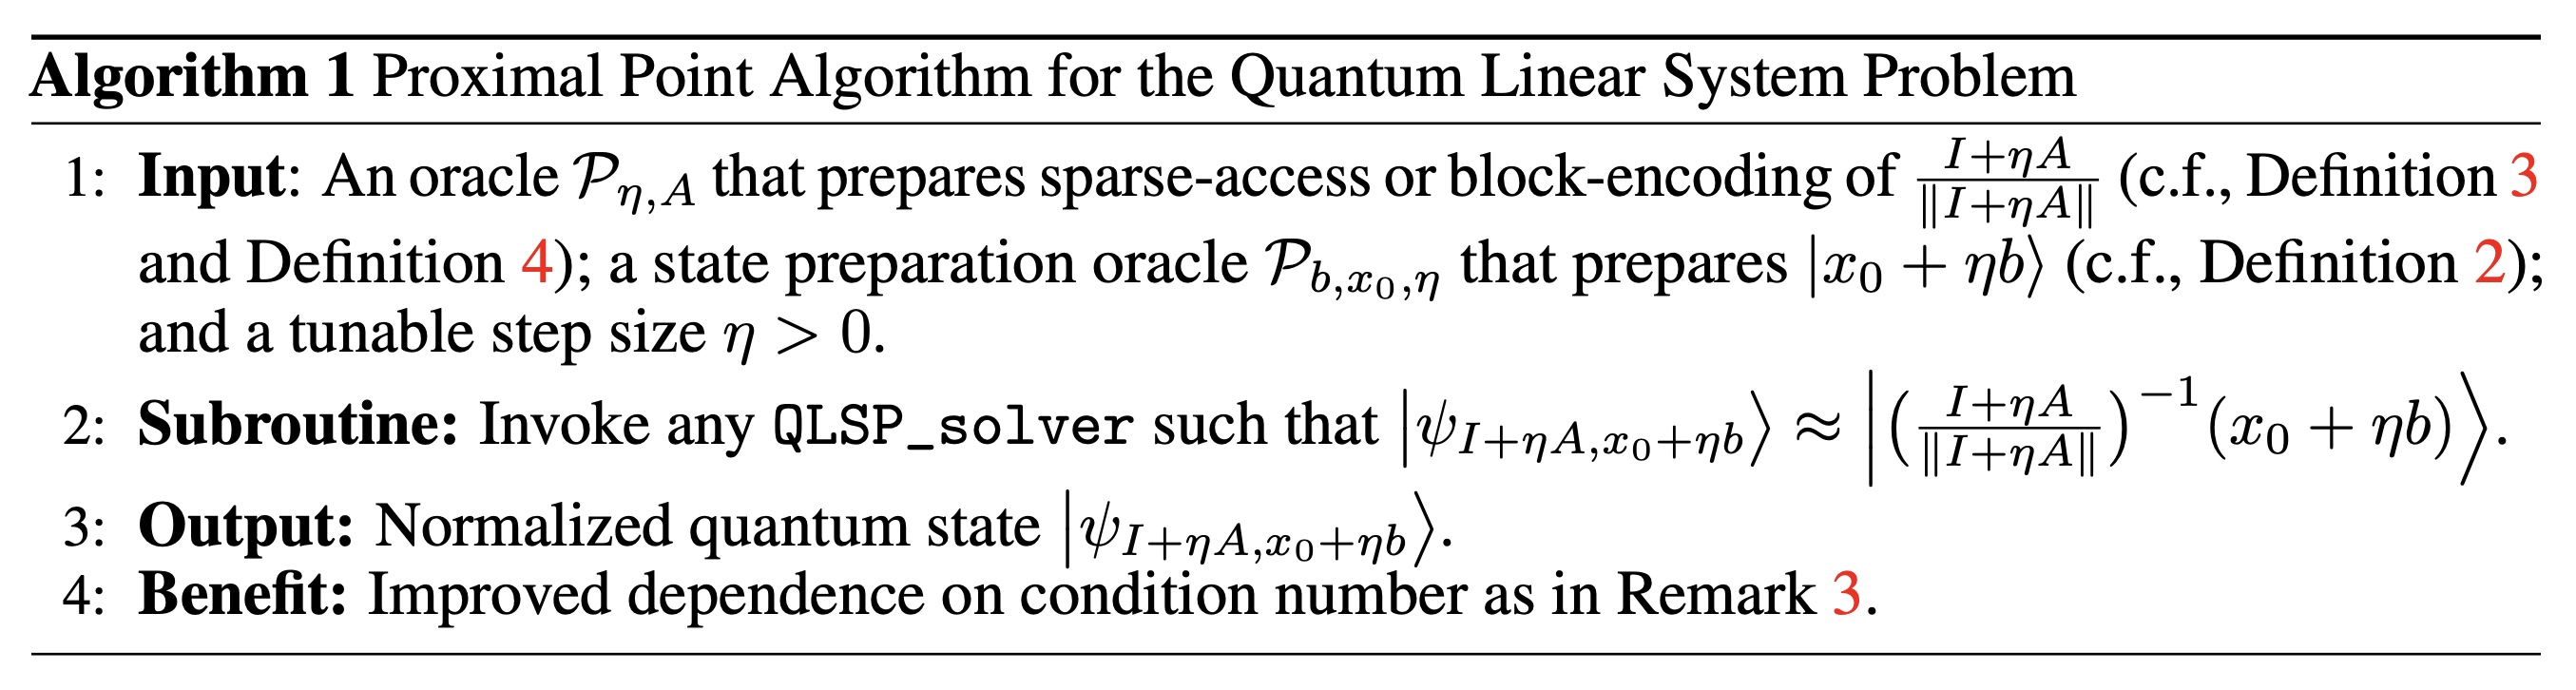 Algorithm 1 Proximal Point Algorithm for the Quantum Linear System Problem
1: Input: An oracle $\mathcal{P}_{\eta,A}$ that prepares sparse-access or block-encoding of $\frac{I+\eta A}{\|I+\eta A\|}$ (c.f., Definition 3
and Definition 4); a state preparation oracle $\mathcal{P}_{b,x_0,\eta}$ that prepares $|x_0 + \eta b\rangle$ (c.f., Definition 2);
and a tunable step size $\eta > 0$.
2: Subroutine: Invoke any QLSP_solver such that $\left|\psi_{I+\eta A,x_0+\eta b}\right\rangle \approx \left|\left(\frac{I+\eta A}{\|I+\eta A\|}\right)^{-1}(x_0 + \eta b)\right\rangle$.
3: Output: Normalized quantum state $\left|\psi_{I+\eta A,x_0+\eta b}\right\rangle$.
4: Benefit: Improved dependence on condition number as in Remark 3.